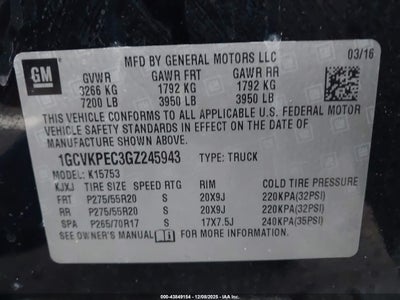 MFD BY GENERAL MOTORS LLC
03/16
GM
GVWR GAWR FRT GAWR RR
3266 KG 1792 KG 1792 KG
7200 LB 3950 LB 3950 LB
THIS VEHICLE CONFORMS TO ALL APPLICABLE U.S. FEDERAL MOTOR
VEHICLE SAFETY STANDARDS IN EFFECT ON THE DATE OF
MANUFACTURE SHOWN ABOVE.
1GCVKPEC3GZ245943 TYPE: TRUCK
MODEL: K15753
KJXJ TIRE SIZE SPEED RTG RIM COLD TIRE PRESSURE
FRT P275/55R20 S 20X9J 220KPA(32PSI)
RR P275/55R20 S 20X9J 220KPA(32PSI)
SPA P265/70R17 S 17X7.5J 240KPA(35PSI)
SEE OWNER'S MANUAL FOR MORE INFORMATION.
000-43849154 - 12/08/2025 - iaai.com